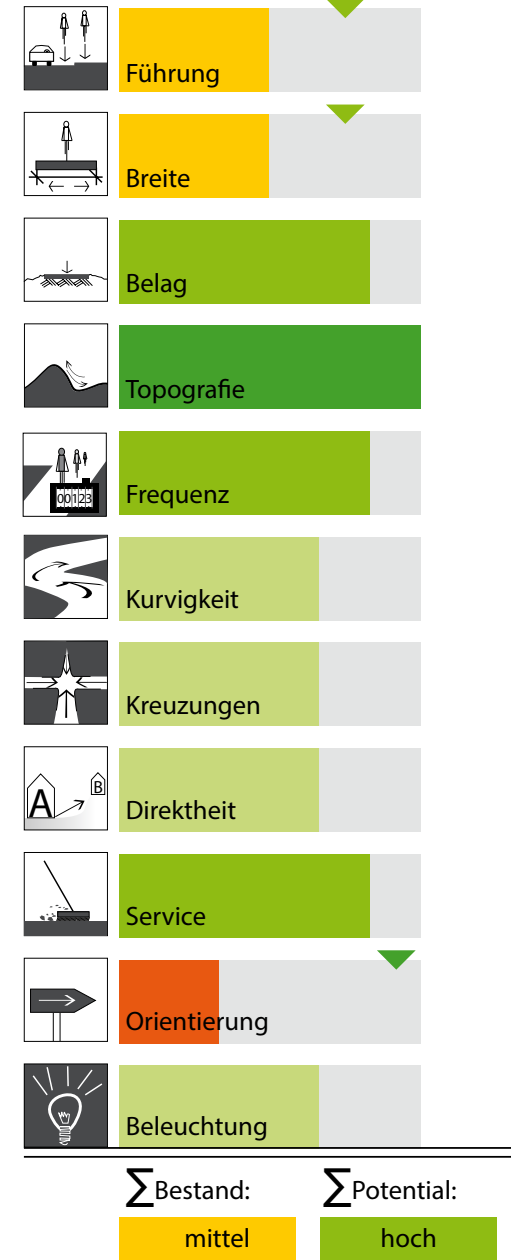 Führung
Breite
Belag
Topografie
00123
Frequenz
Kurvigkeit
Kreuzungen
A B
Direktheit
Service
Orientierung
Beleuchtung
∑Bestand: ∑Potential:
mittel hoch